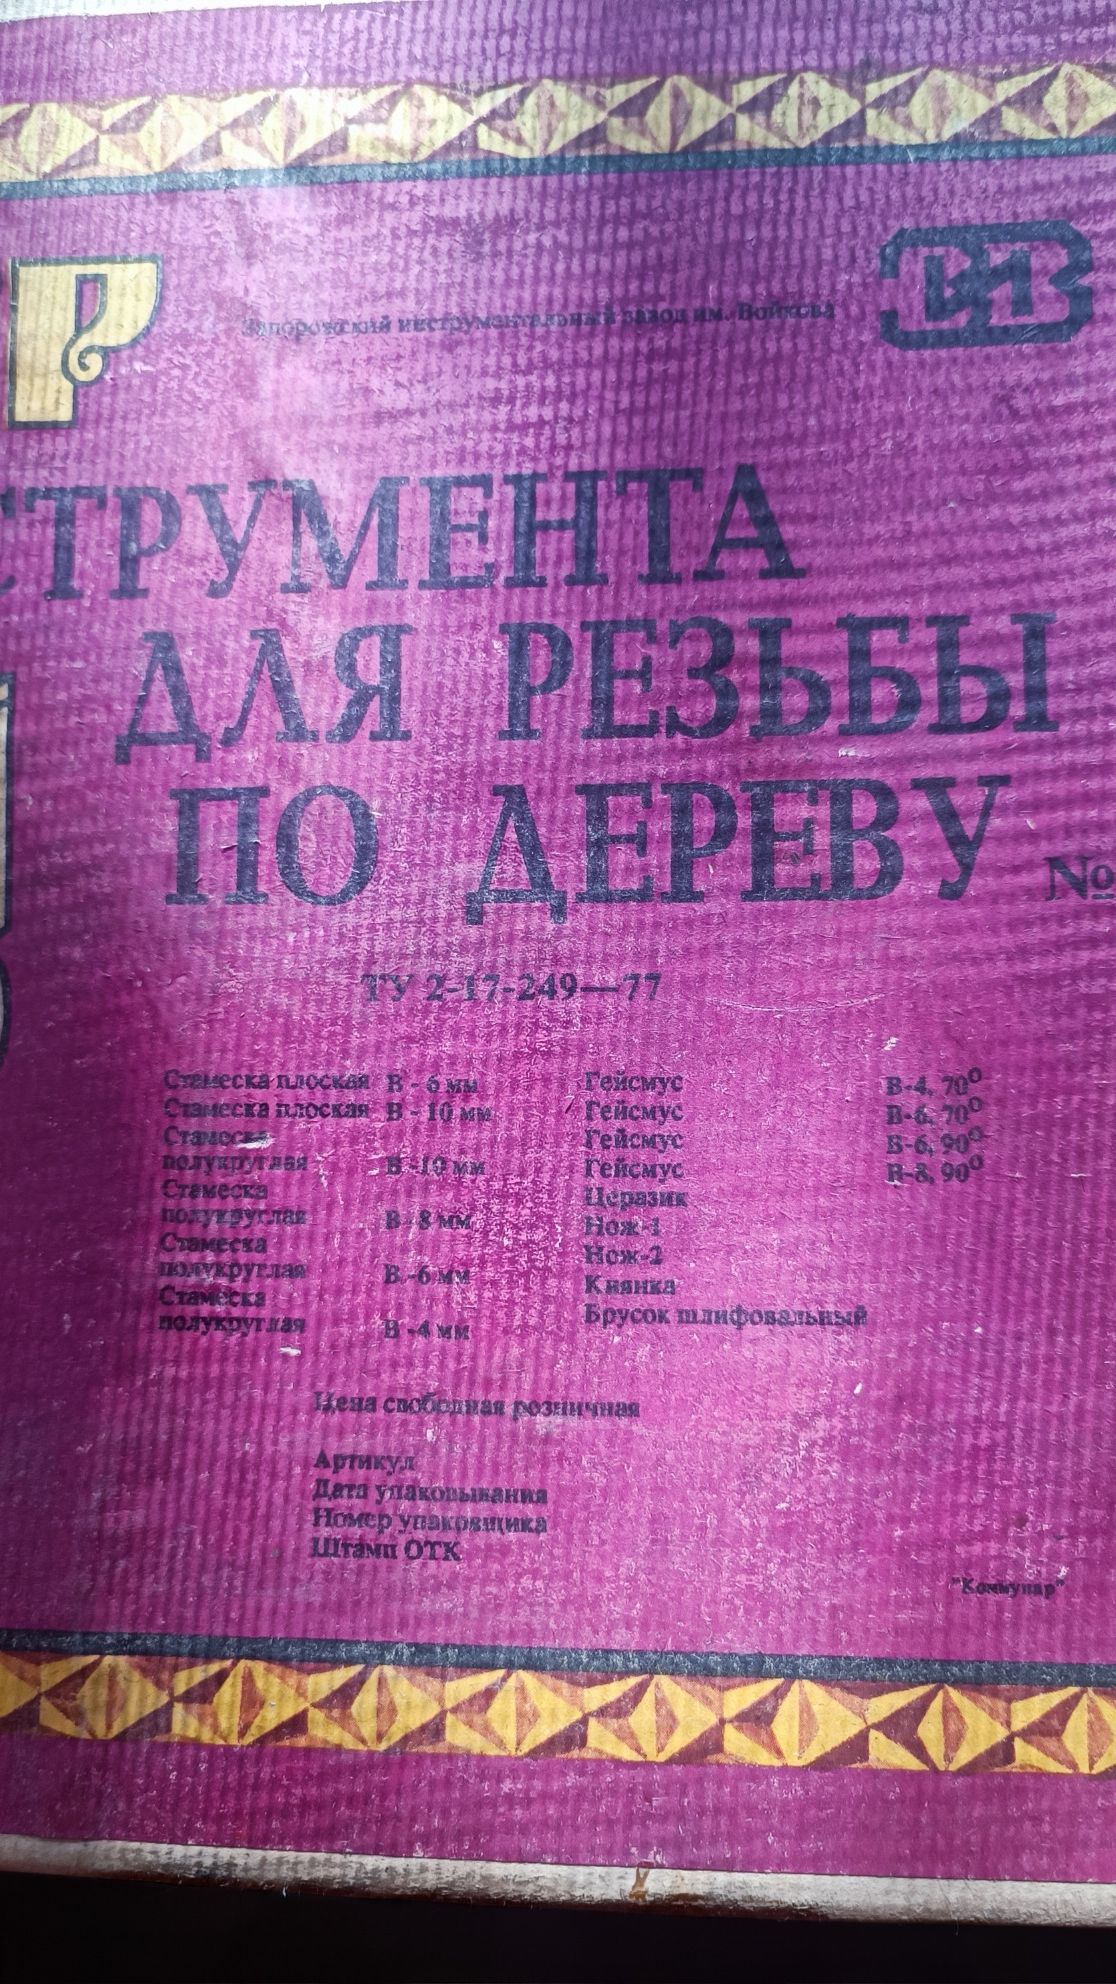 Р
Запорожский инструментальный завод им. Войкова
СТРУМЕНТА
ДЛЯ РЕЗЬБЫ
ПО ДЕРЕВУ №
ТУ 2-17-249—77
Стамеска плоская В - 6 мм
Стамеска плоская В - 10 мм
Стамеска
полукруглая В -10 мм
Стамеска
полукруглая В - 8 мм
Стамеска
полукруглая В -6 мм
Стамеска
полукруглая В -4 мм
Гейсмус В-4, 70°
Гейсмус В-6, 70°
Гейсмус В-6, 90°
Гейсмус В-8, 90°
Церазик
Нож-1
Нож-2
Киянка
Брусок шлифовальный
Цена свободная розничная
Артикул
Дата упаковывания
Номер упаковщика
Штамп ОТК
"Коммунар"